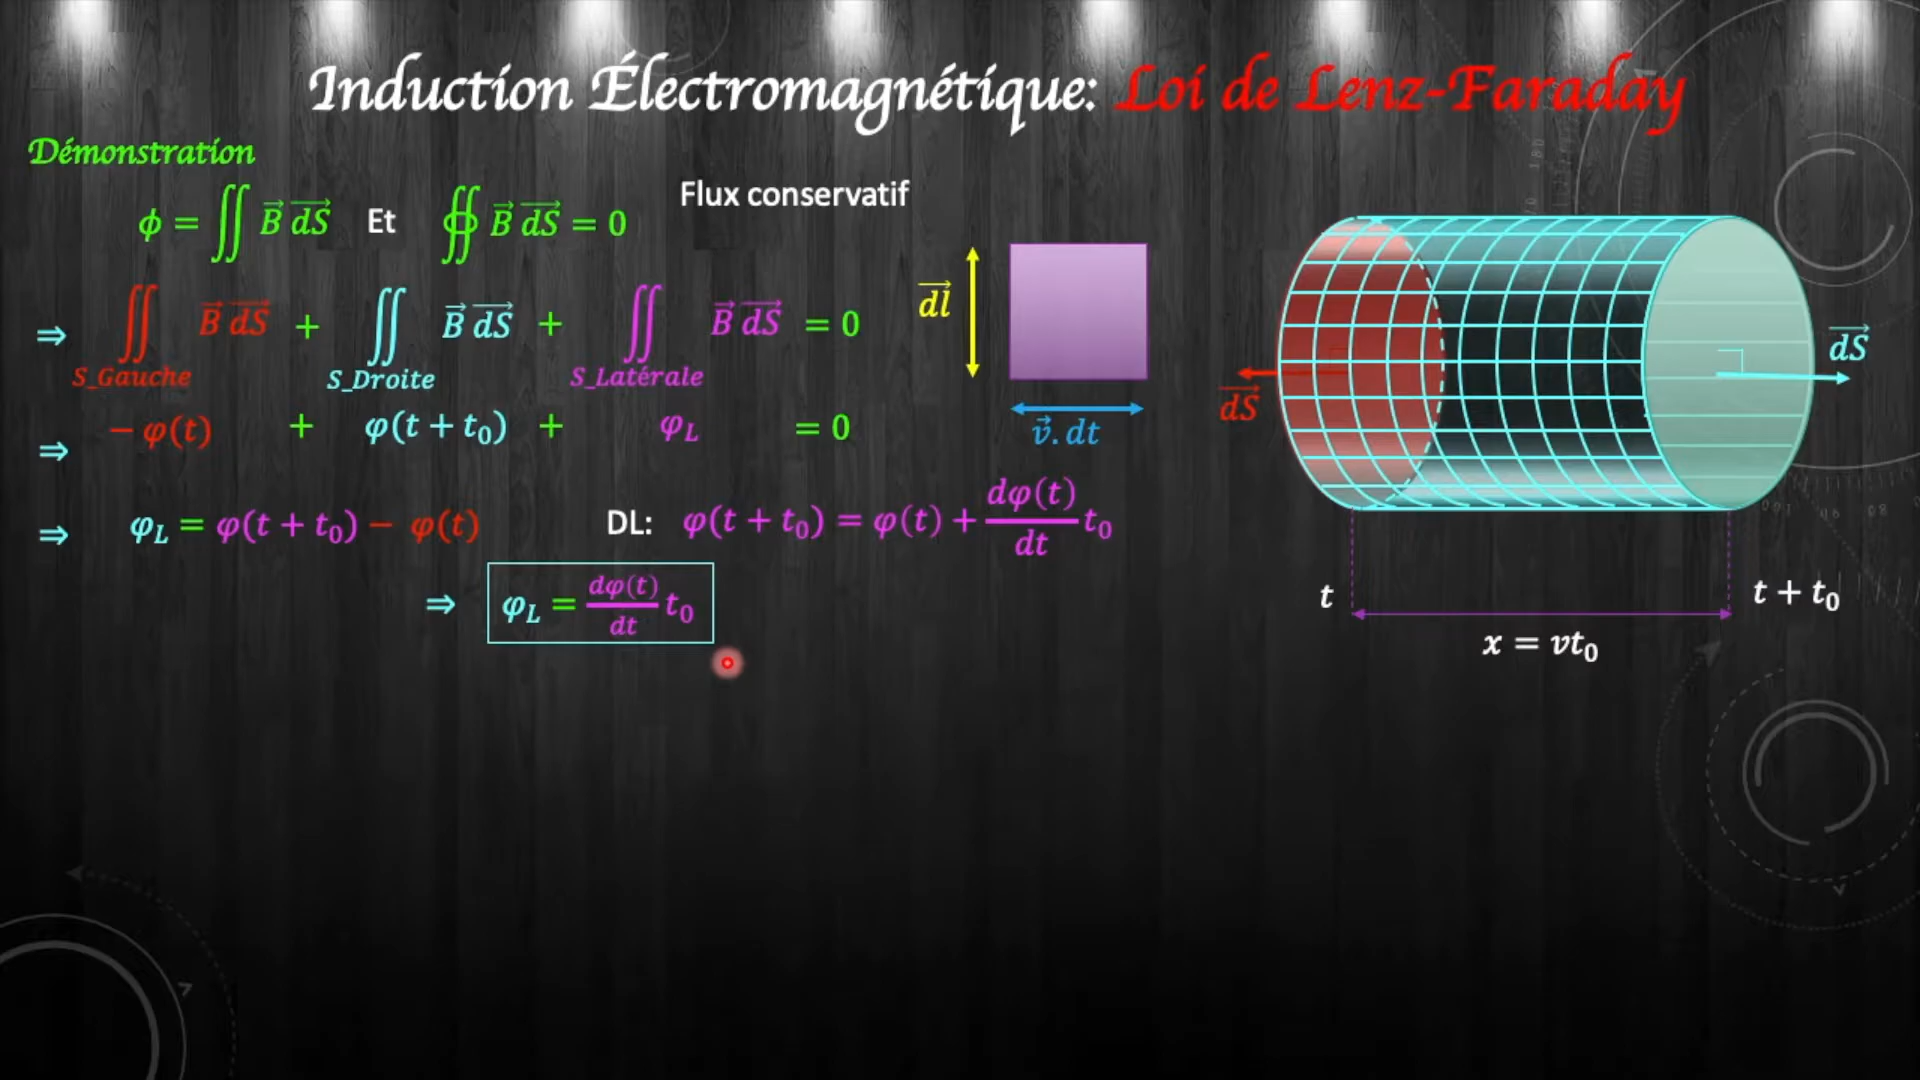 Induction Électromagnétique: Loi de Lenz-Faraday
Démonstration
ϕ = ∬ B⃗ dS⃗ Et ∯ B⃗ dS⃗ = 0
Flux conservatif
⇒ ∬ B⃗ dS⃗ + ∬ B⃗ dS⃗ + ∬ B⃗ dS⃗ = 0
S_Gauche S_Droite S_Latérale
⇒ − φ(t) + φ(t + t₀) + φ_L = 0
⇒ φ_L = φ(t + t₀) − φ(t)
DL: φ(t + t₀) = φ(t) + dφ(t)/dt t₀
⇒ φ_L = dφ(t)/dt t₀
dl⃗
v⃗. dt
dS⃗
dS⃗
t
t + t₀
x = vt₀